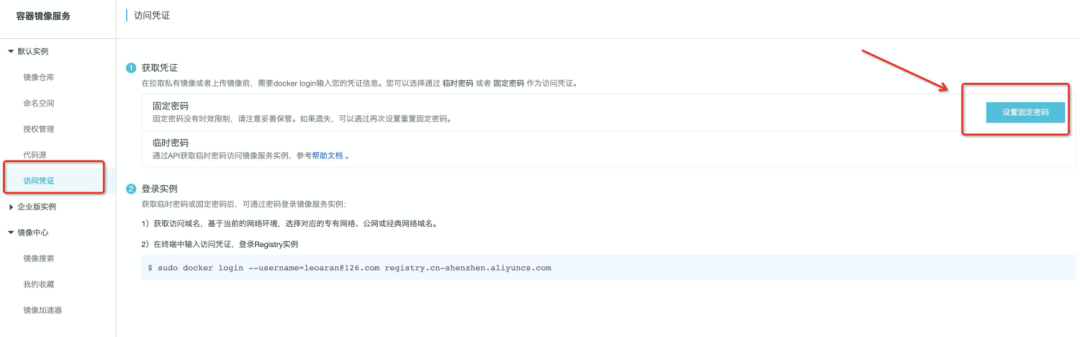 容器镜像服务
访问凭证
默认实例
镜像仓库
命名空间
授权管理
代码源
访问凭证
企业版实例
镜像中心
镜像搜索
我的收藏
镜像加速器
1 获取凭证
在拉取私有镜像或者上传镜像前，需要docker login输入您的凭证信息。您可以选择通过 临时密码 或者 固定密码 作为访问凭证。
固定密码
固定密码没有时效限制，请注意妥善保管。如果遗失，可以通过再次设置重置固定密码。
设置固定密码
临时密码
通过API获取临时密码访问镜像服务实例，参考帮助文档 。
2 登录实例
获取临时密码或固定密码后，可通过密码登录镜像服务实例：
1）获取访问域名，基于当前的网络环境，选择对应的专有网络、公网或经典网络域名。
2）在终端中输入访问凭证，登录Registry实例
$ sudo docker login --username=leoaran@126.com registry.cn-shenzhen.aliyuncs.com